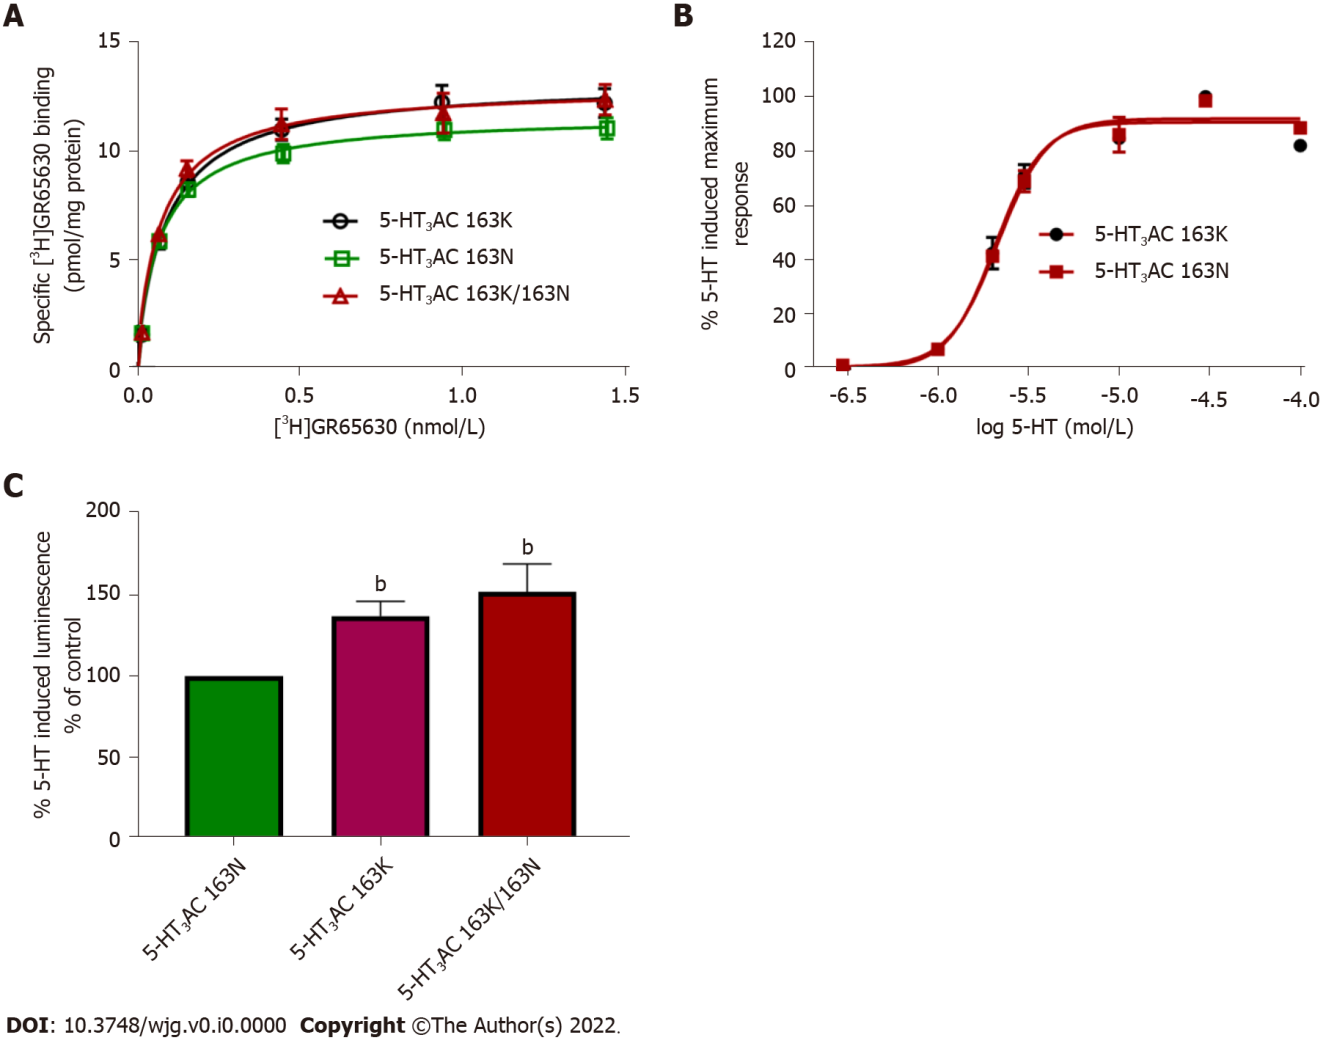 A
15
10
5
0
0.0 0.5 1.0 1.5
Specific [³H]GR65630 binding
(pmol/mg protein)
[³H]GR65630 (nmol/L)
5-HT₃AC 163K
5-HT₃AC 163N
5-HT₃AC 163K/163N
B
120
100
80
60
40
20
0
-6.5 -6.0 -5.5 -5.0 -4.5 -4.0
% 5-HT induced maximum
response
log 5-HT (mol/L)
5-HT₃AC 163K
5-HT₃AC 163N
C
200
150
100
50
0
% 5-HT induced luminescence
% of control
b
b
5-HT₃AC 163N
5-HT₃AC 163K
5-HT₃AC 163K/163N
DOI: 10.3748/wjg.v0.i0.0000 Copyright ©The Author(s) 2022.